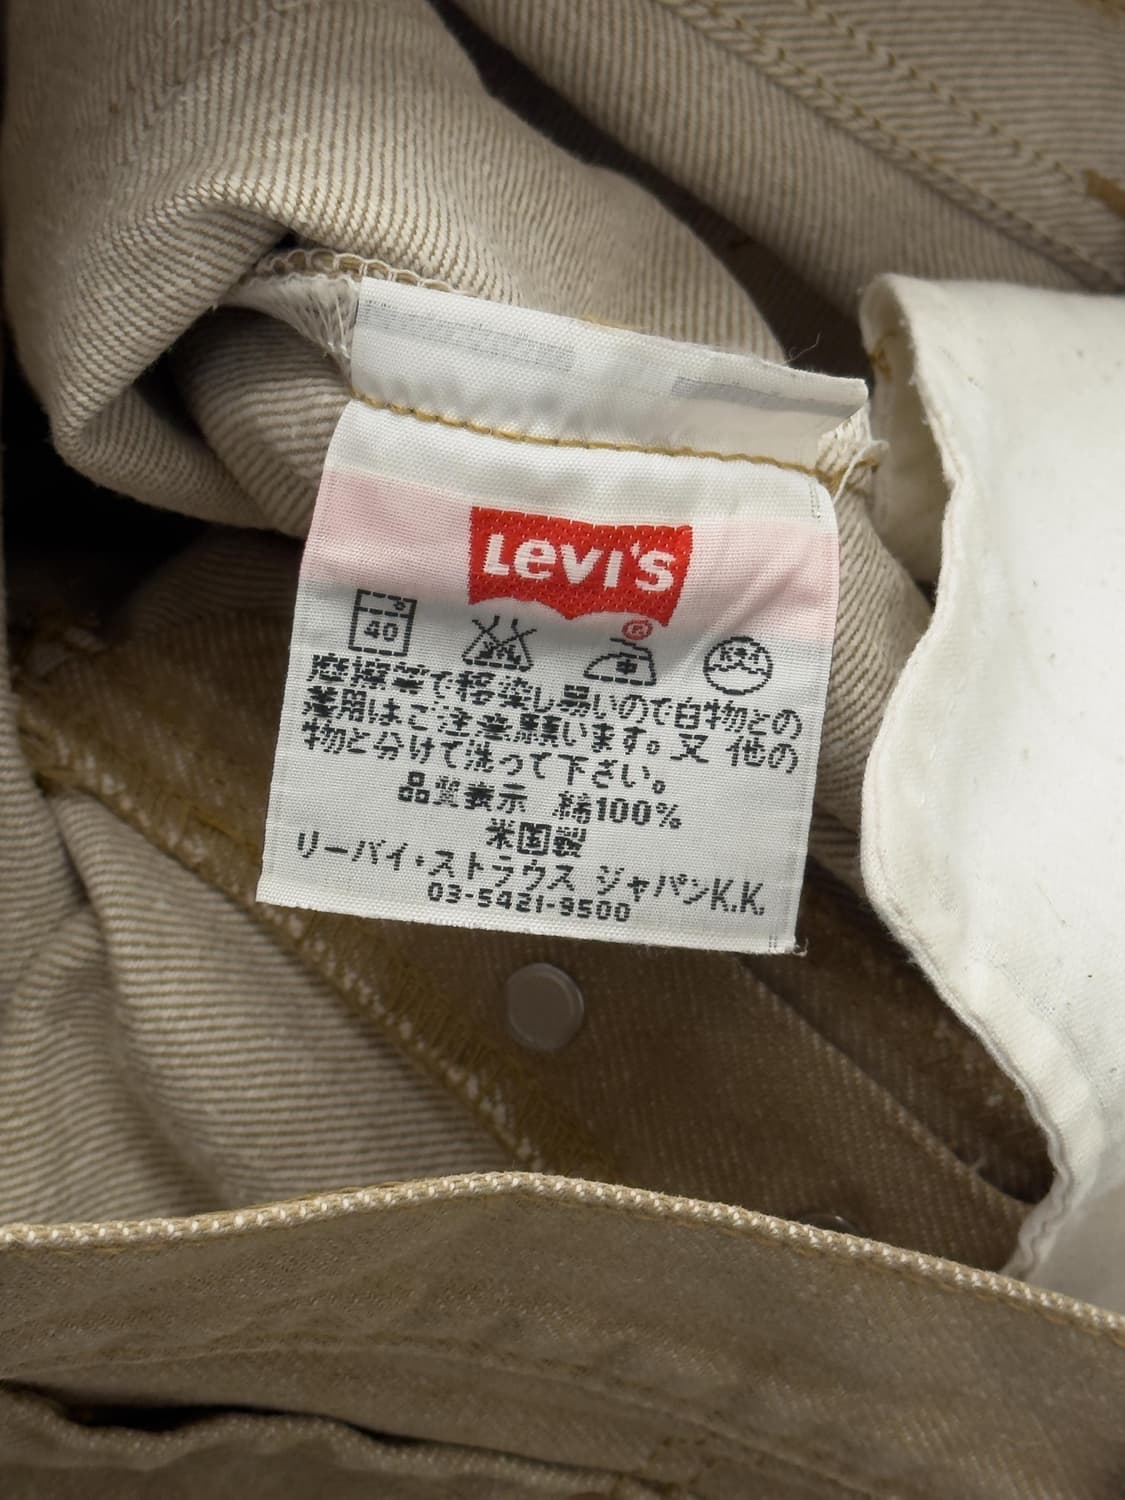 LEVI'S
®
40
摩擦等で移染し易いので白物との
着用はご注意願います。又 他の
物と分けて洗って下さい。
品質表示 綿100%
米国製
リーバイ・ストラウス ジャパンK.K.
03-5421-9500